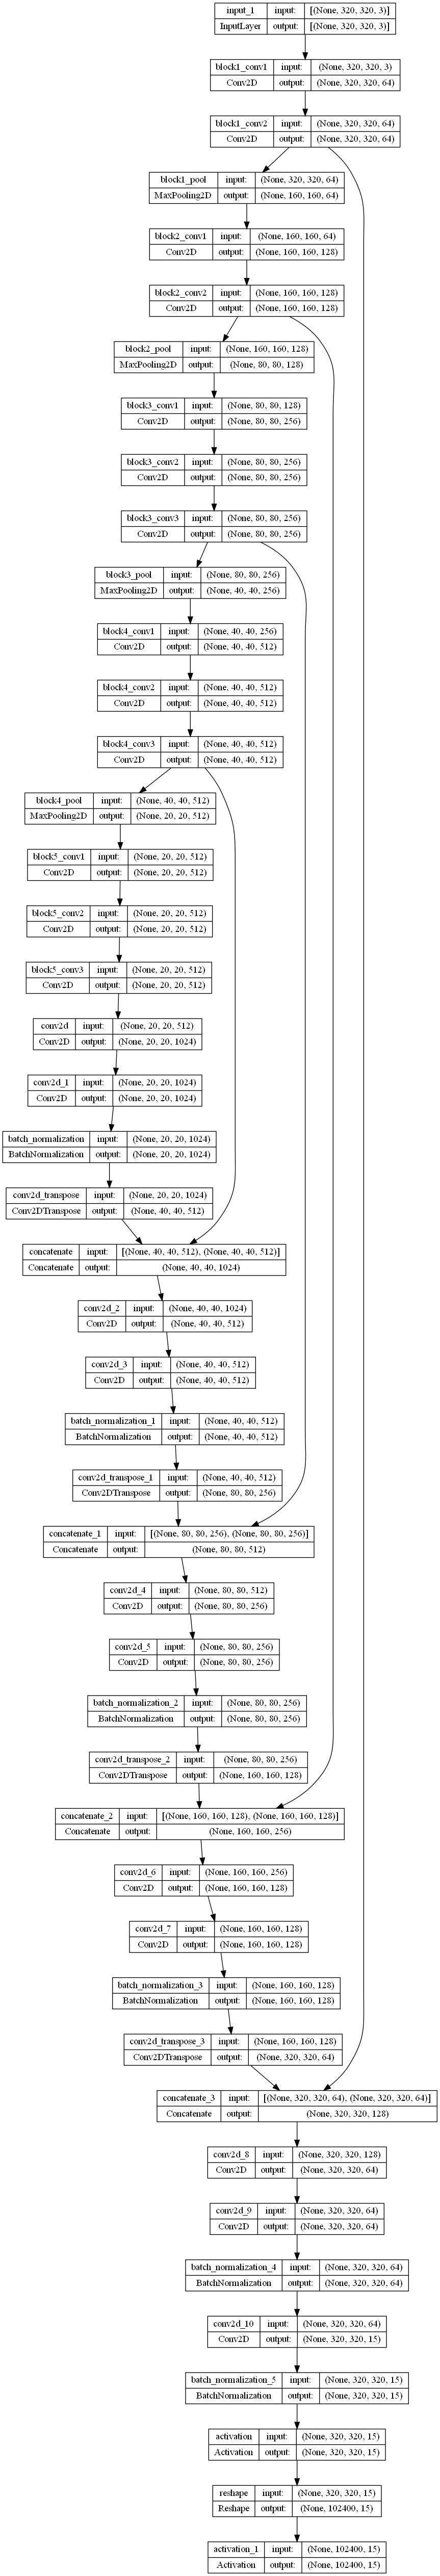 input_1 input: [(None, 320, 320, 3)]
InputLayer output: [(None, 320, 320, 3)]
block1_conv1 input: (None, 320, 320, 3)
Conv2D output: (None, 320, 320, 64)
block1_conv2 input: (None, 320, 320, 64)
Conv2D output: (None, 320, 320, 64)
block1_pool input: (None, 320, 320, 64)
MaxPooling2D output: (None, 160, 160, 64)
block2_conv1 input: (None, 160, 160, 64)
Conv2D output: (None, 160, 160, 128)
block2_conv2 input: (None, 160, 160, 128)
Conv2D output: (None, 160, 160, 128)
block2_pool input: (None, 160, 160, 128)
MaxPooling2D output: (None, 80, 80, 128)
block3_conv1 input: (None, 80, 80, 128)
Conv2D output: (None, 80, 80, 256)
block3_conv2 input: (None, 80, 80, 256)
Conv2D output: (None, 80, 80, 256)
block3_conv3 input: (None, 80, 80, 256)
Conv2D output: (None, 80, 80, 256)
block3_pool input: (None, 80, 80, 256)
MaxPooling2D output: (None, 40, 40, 256)
block4_conv1 input: (None, 40, 40, 256)
Conv2D output: (None, 40, 40, 512)
block4_conv2 input: (None, 40, 40, 512)
Conv2D output: (None, 40, 40, 512)
block4_conv3 input: (None, 40, 40, 512)
Conv2D output: (None, 40, 40, 512)
block4_pool input: (None, 40, 40, 512)
MaxPooling2D output: (None, 20, 20, 512)
block5_conv1 input: (None, 20, 20, 512)
Conv2D output: (None, 20, 20, 512)
block5_conv2 input: (None, 20, 20, 512)
Conv2D output: (None, 20, 20, 512)
block5_conv3 input: (None, 20, 20, 512)
Conv2D output: (None, 20, 20, 512)
conv2d input: (None, 20, 20, 512)
Conv2D output: (None, 20, 20, 1024)
conv2d_1 input: (None, 20, 20, 1024)
Conv2D output: (None, 20, 20, 1024)
batch_normalization input: (None, 20, 20, 1024)
BatchNormalization output: (None, 20, 20, 1024)
conv2d_transpose input: (None, 20, 20, 1024)
Conv2DTranspose output: (None, 40, 40, 512)
concatenate input: [(None, 40, 40, 512), (None, 40, 40, 512)]
Concatenate output: (None, 40, 40, 1024)
conv2d_2 input: (None, 40, 40, 1024)
Conv2D output: (None, 40, 40, 512)
conv2d_3 input: (None, 40, 40, 512)
Conv2D output: (None, 40, 40, 512)
batch_normalization_1 input: (None, 40, 40, 512)
BatchNormalization output: (None, 40, 40, 512)
conv2d_transpose_1 input: (None, 40, 40, 512)
Conv2DTranspose output: (None, 80, 80, 256)
concatenate_1 input: [(None, 80, 80, 256), (None, 80, 80, 256)]
Concatenate output: (None, 80, 80, 512)
conv2d_4 input: (None, 80, 80, 512)
Conv2D output: (None, 80, 80, 256)
conv2d_5 input: (None, 80, 80, 256)
Conv2D output: (None, 80, 80, 256)
batch_normalization_2 input: (None, 80, 80, 256)
BatchNormalization output: (None, 80, 80, 256)
conv2d_transpose_2 input: (None, 80, 80, 256)
Conv2DTranspose output: (None, 160, 160, 128)
concatenate_2 input: [(None, 160, 160, 128), (None, 160, 160, 128)]
Concatenate output: (None, 160, 160, 256)
conv2d_6 input: (None, 160, 160, 256)
Conv2D output: (None, 160, 160, 128)
conv2d_7 input: (None, 160, 160, 128)
Conv2D output: (None, 160, 160, 128)
batch_normalization_3 input: (None, 160, 160, 128)
BatchNormalization output: (None, 160, 160, 128)
conv2d_transpose_3 input: (None, 160, 160, 128)
Conv2DTranspose output: (None, 320, 320, 64)
concatenate_3 input: [(None, 320, 320, 64), (None, 320, 320, 64)]
Concatenate output: (None, 320, 320, 128)
conv2d_8 input: (None, 320, 320, 128)
Conv2D output: (None, 320, 320, 64)
conv2d_9 input: (None, 320, 320, 64)
Conv2D output: (None, 320, 320, 64)
batch_normalization_4 input: (None, 320, 320, 64)
BatchNormalization output: (None, 320, 320, 64)
conv2d_10 input: (None, 320, 320, 64)
Conv2D output: (None, 320, 320, 15)
batch_normalization_5 input: (None, 320, 320, 15)
BatchNormalization output: (None, 320, 320, 15)
activation input: (None, 320, 320, 15)
Activation output: (None, 320, 320, 15)
reshape input: (None, 320, 320, 15)
Reshape output: (None, 102400, 15)
activation_1 input: (None, 102400, 15)
Activation output: (None, 102400, 15)